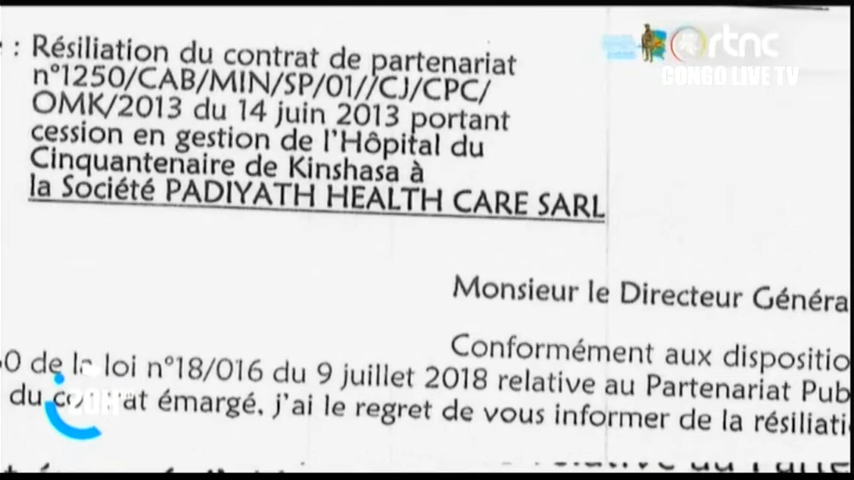 : Résiliation du contrat de partenariat
n°1250/CAB/MIN/SP/01//CJ/CPC/
OMK/2013 du 14 juin 2013 portant
cession en gestion de l'Hôpital du
Cinquantenaire de Kinshasa à
la Société PADIYATH HEALTH CARE SARL
rtnc
CONGO LIVE TV
Monsieur le Directeur Généra
Conformément aux dispositio
0 de la loi n°18/016 du 9 juillet 2018 relative au Partenariat Pub
du contrat émargé, j'ai le regret de vous informer de la résiliati
20H